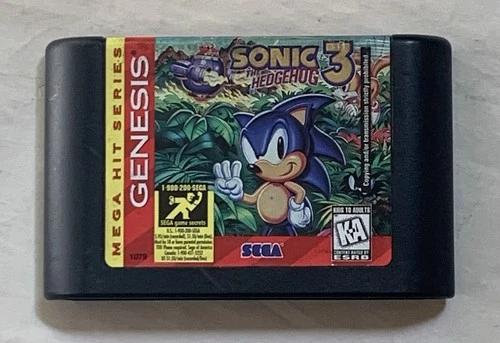 MEGA HIT SERIES
GENESIS
SONIC
THE
HEDGEHOG
3
Copying and/or transmission strictly prohibited.
1-900-200-SEGA
SEGA game secrets
1079
SEGA
KIDS TO ADULTS
K-A
CONTENT RATED BY
ESRB